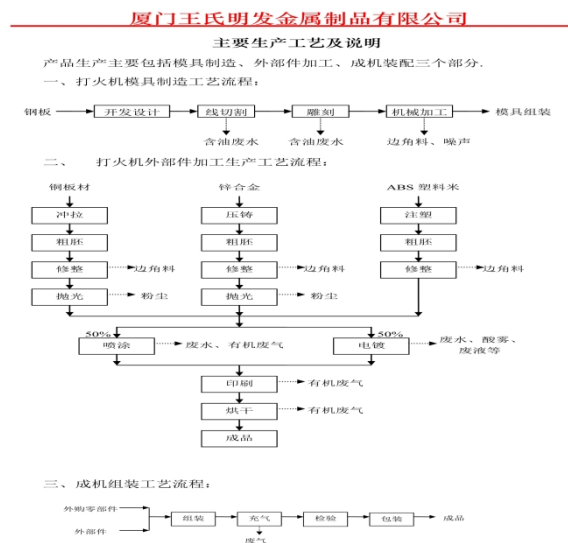 厦门王氏明发金属制品有限公司
主要生产工艺及说明
产品生产主要包括模具制造、外部件加工、成机装配三个部分.
一、打火机模具制造工艺流程：
钢板 开发设计 线切割 雕刻 机械加工 模具组装
含油废水 含油废水 边角料、噪声
二、 打火机外部件加工生产工艺流程：
铜板材 锌合金 ABS 塑料米
冲拉 压铸 注塑
粗胚 粗胚 粗胚
修整 边角料 修整 边角料 修整 边角料
抛光 粉尘 抛光 粉尘
50% 50%
喷涂 废水、有机废气 电镀 废水、酸雾、
废液等
印刷 有机废气
烘干 有机废气
成品
三、成机组装工艺流程：
外购零部件
组装 充气 检验 包装 成品
外部件
废气